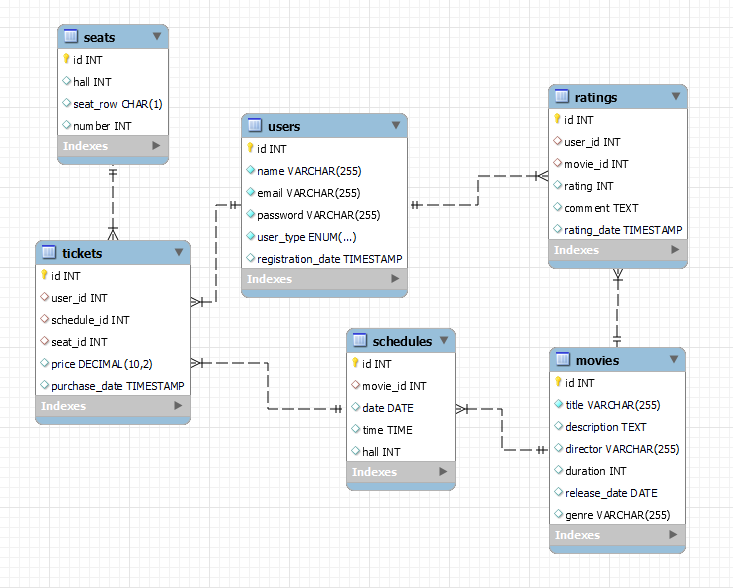 seats
id INT
hall INT
seat_row CHAR(1)
number INT
Indexes
users
id INT
name VARCHAR(255)
email VARCHAR(255)
password VARCHAR(255)
user_type ENUM(...)
registration_date TIMESTAMP
Indexes
ratings
id INT
user_id INT
movie_id INT
rating INT
comment TEXT
rating_date TIMESTAMP
Indexes
tickets
id INT
user_id INT
schedule_id INT
seat_id INT
price DECIMAL(10,2)
purchase_date TIMESTAMP
Indexes
schedules
id INT
movie_id INT
date DATE
time TIME
hall INT
Indexes
movies
id INT
title VARCHAR(255)
description TEXT
director VARCHAR(255)
duration INT
release_date DATE
genre VARCHAR(255)
Indexes